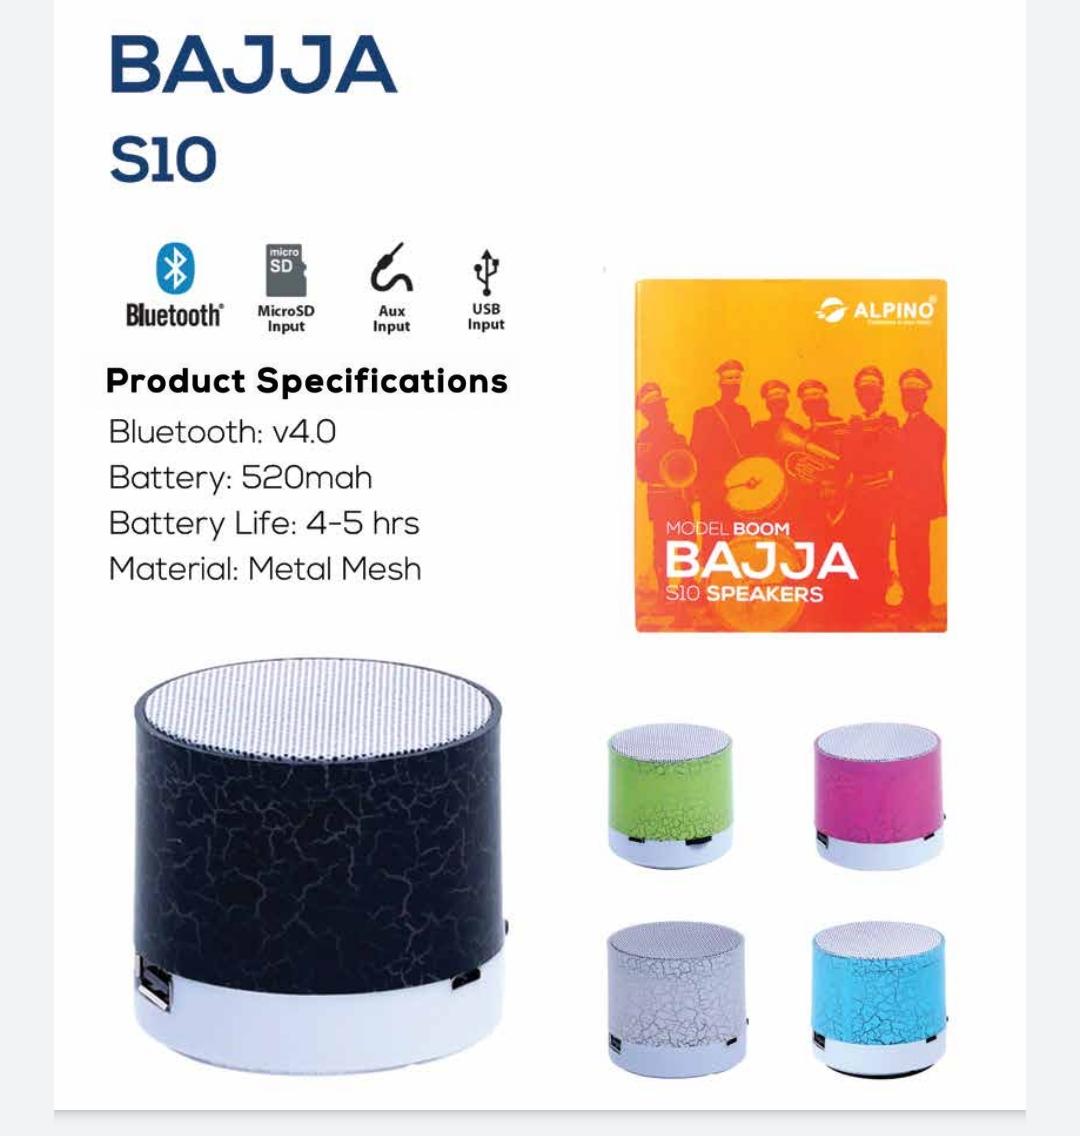 BAJJA
S10
micro
SD
Bluetooth®
MicroSD
Input
Aux
Input
USB
Input
Product Specifications
Bluetooth: v4.0
Battery: 520mah
Battery Life: 4-5 hrs
Material: Metal Mesh
ALPINO®
MODEL BOOM
BAJJA
S10 SPEAKERS